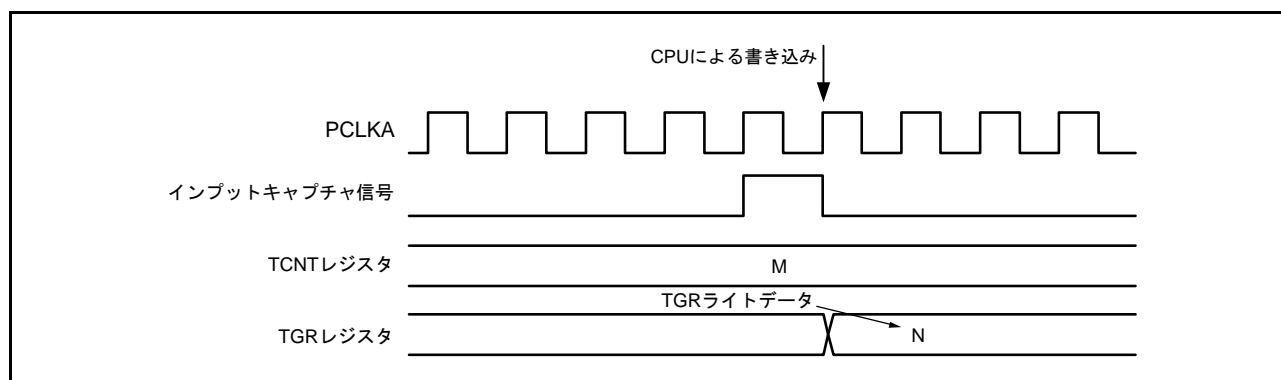 CPUによる書き込み
PCLKA
インプットキャプチャ信号
TCNTレジスタ
M
TGRライトデータ
TGRレジスタ
N